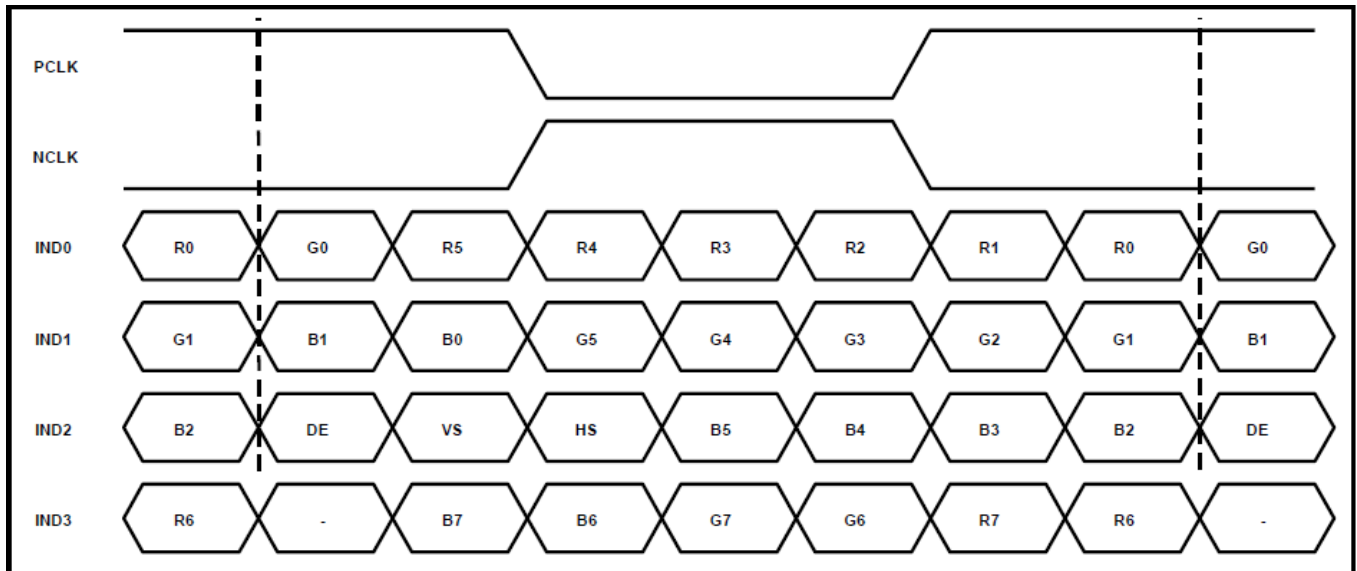 PCLK
NCLK
IND0 R0 G0 R5 R4 R3 R2 R1 R0 G0
IND1 G1 B1 B0 G5 G4 G3 G2 G1 B1
IND2 B2 DE VS HS B5 B4 B3 B2 DE
IND3 R6 - B7 B6 G7 G6 R7 R6 -